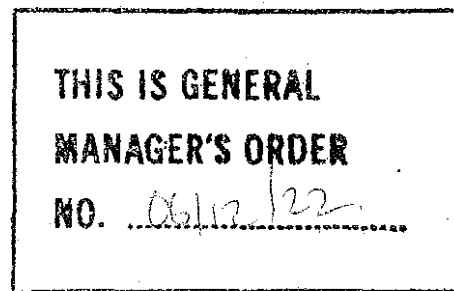 THIS IS GENERAL
MANAGER'S ORDER
NO. 06/12/22